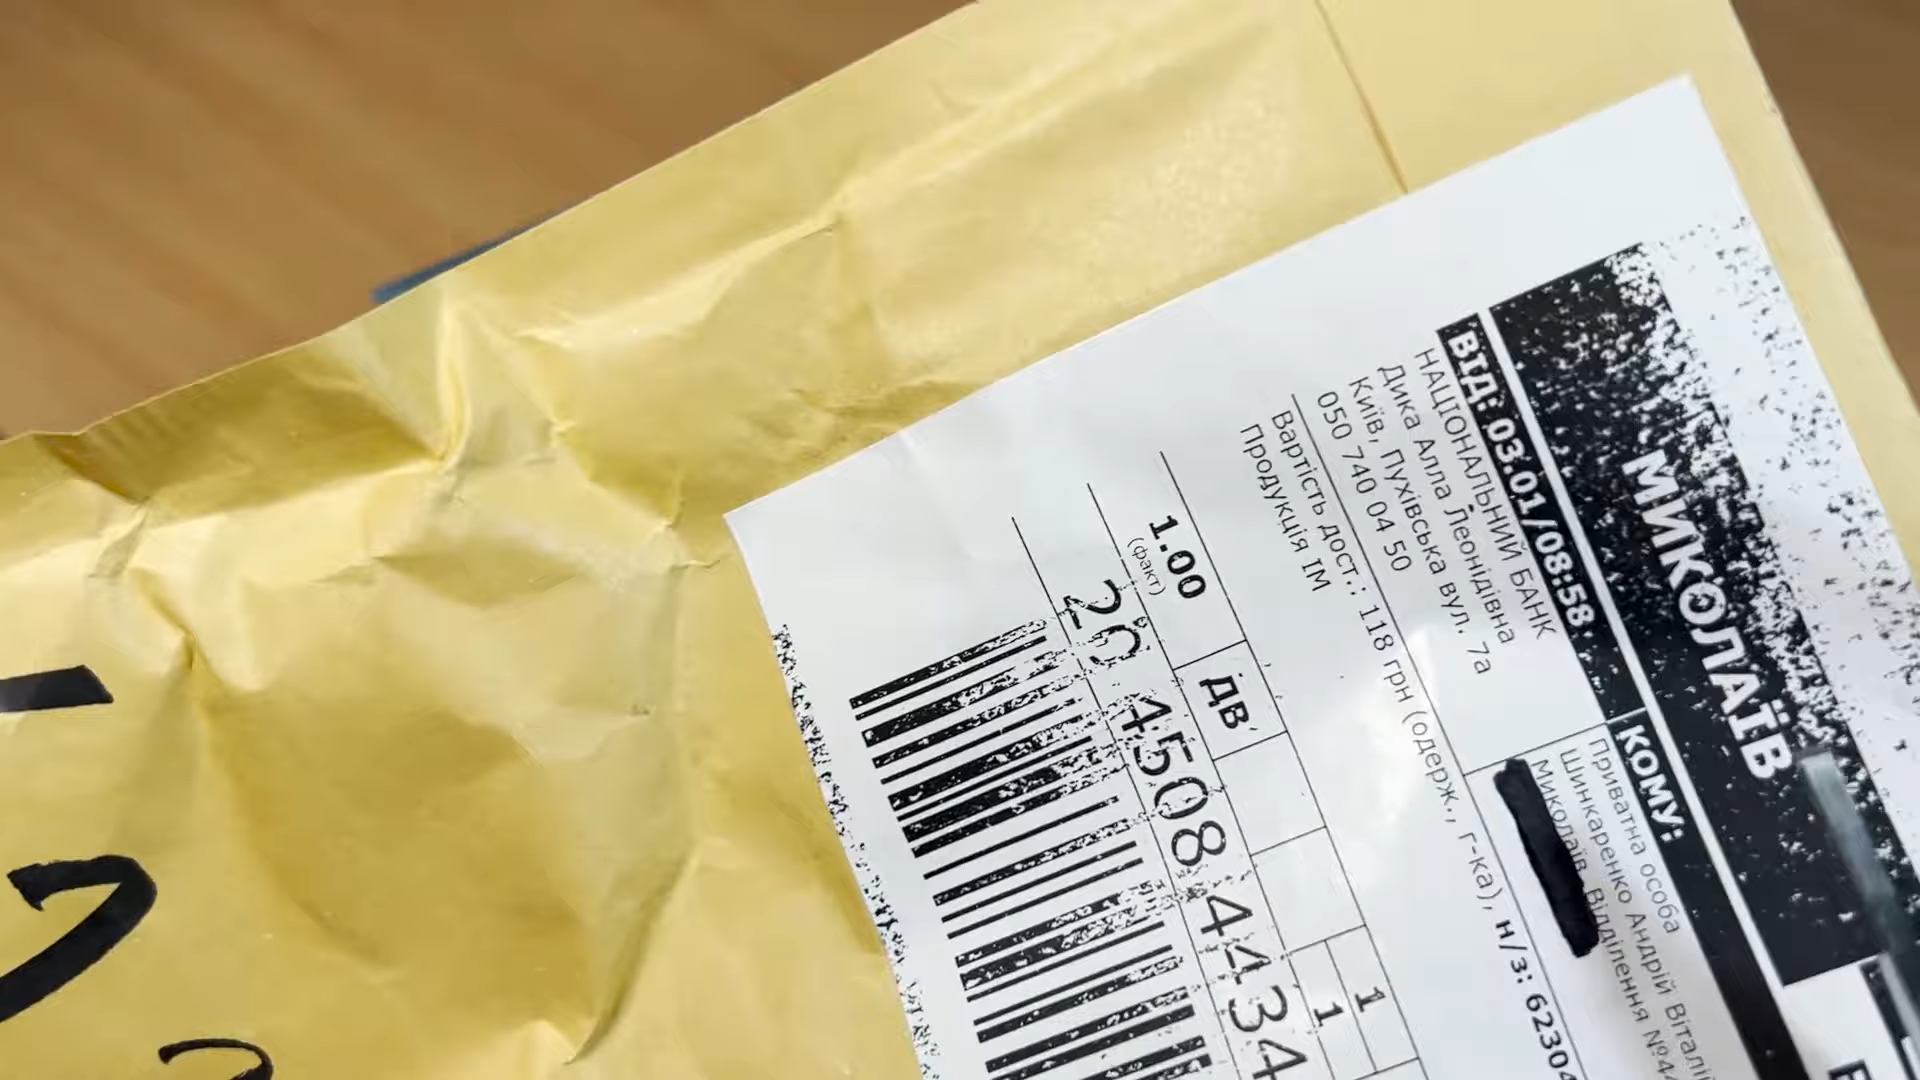 МИКОЛАЇВ
ВІД: 03.01/08:58
НАЦІОНАЛЬНИЙ БАНК
Дика Алла Леонідівна
Київ, Пухівська вул. 7а
050 740 04 50
КОМУ:
Приватна особа
Шинкаренко Андрій Віталі
Миколаїв, Відділення №44
Вартість дост.: 118 грн (одерж., г-ка), н/з: 62304
Продукція ІМ
1.00
(факт)
ДВ
1
1
20 4508 4434